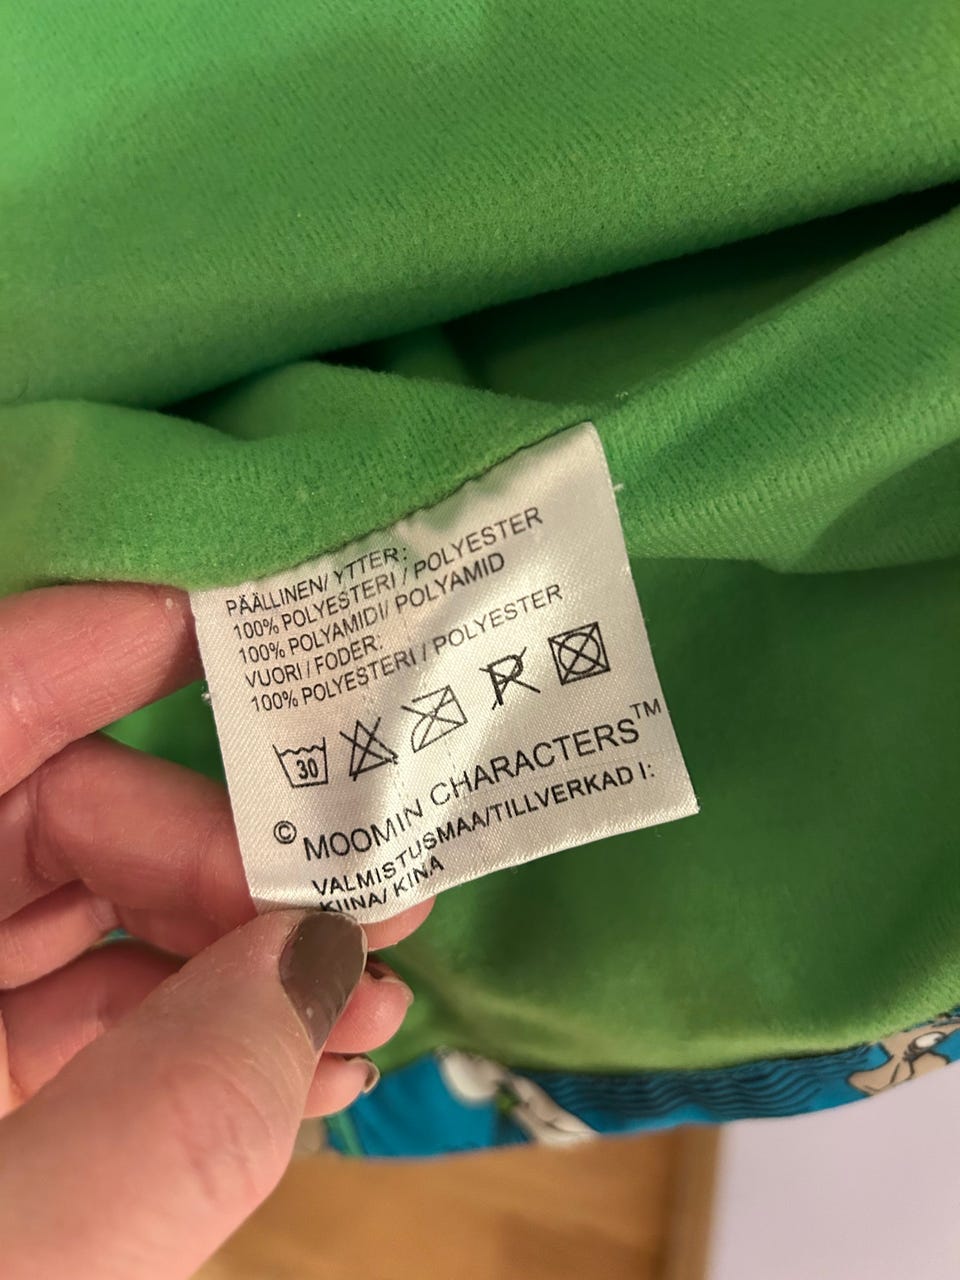 PÄÄLLINEN/ YTTER:
100% POLYESTERI / POLYESTER
100% POLYAMIDI/ POLYAMID
VUORI / FODER:
100% POLYESTERI / POLYESTER
30 P
© MOOMIN CHARACTERS™
VALMISTUSMAA/TILLVERKAD I:
KIINA/ KINA